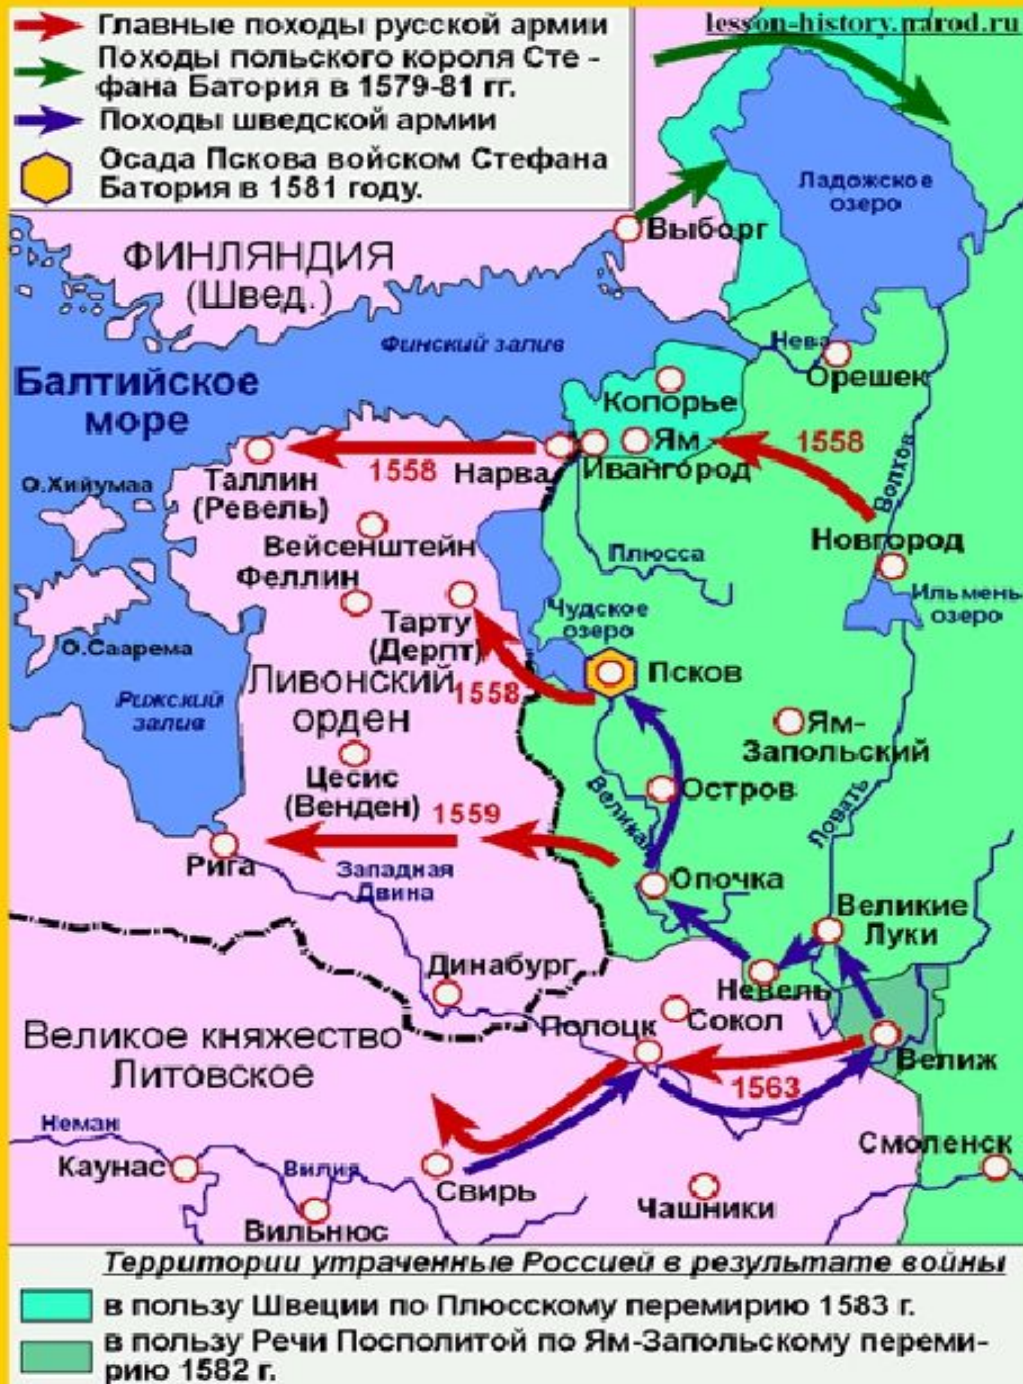 Главные походы русской армии
lesson-history.narod.ru
Походы польского короля Сте -
фана Батория в 1579-81 гг.
Походы шведской армии
Осада Пскова войском Стефана
Батория в 1581 году.
Ладожское
озеро
Выборг
ФИНЛЯНДИЯ
(Швед.)
Финский залив
Нева
Орешек
Балтийское
море
Копорье
Ям
1558
1558
Нарва
Ивангород
Волхов
Таллин
(Ревель)
О.Хийумаа
Вейсенштейн
Новгород
Плюсса
Феллин
Ильмень
озеро
Чудское
озеро
Тарту
(Дерпт)
О.Саарема
Псков
Ливонский
орден
1558
Рижский
залив
Ям-
Запольский
Цесис
(Венден)
Остров
Великая
Ловать
1559
Рига
Западная
Двина
Опочка
Великие
Луки
Динабург
Невель
Сокол
Полоцк
Великое княжество
Литовское
Велиж
1563
Неман
Смоленск
Каунас
Вилия
Свирь
Чашники
Вильнюс
Территории утраченные Россией в результате войны
в пользу Швеции по Плюсскому перемирию 1583 г.
в пользу Речи Посполитой по Ям-Запольскому переми-
рию 1582 г.